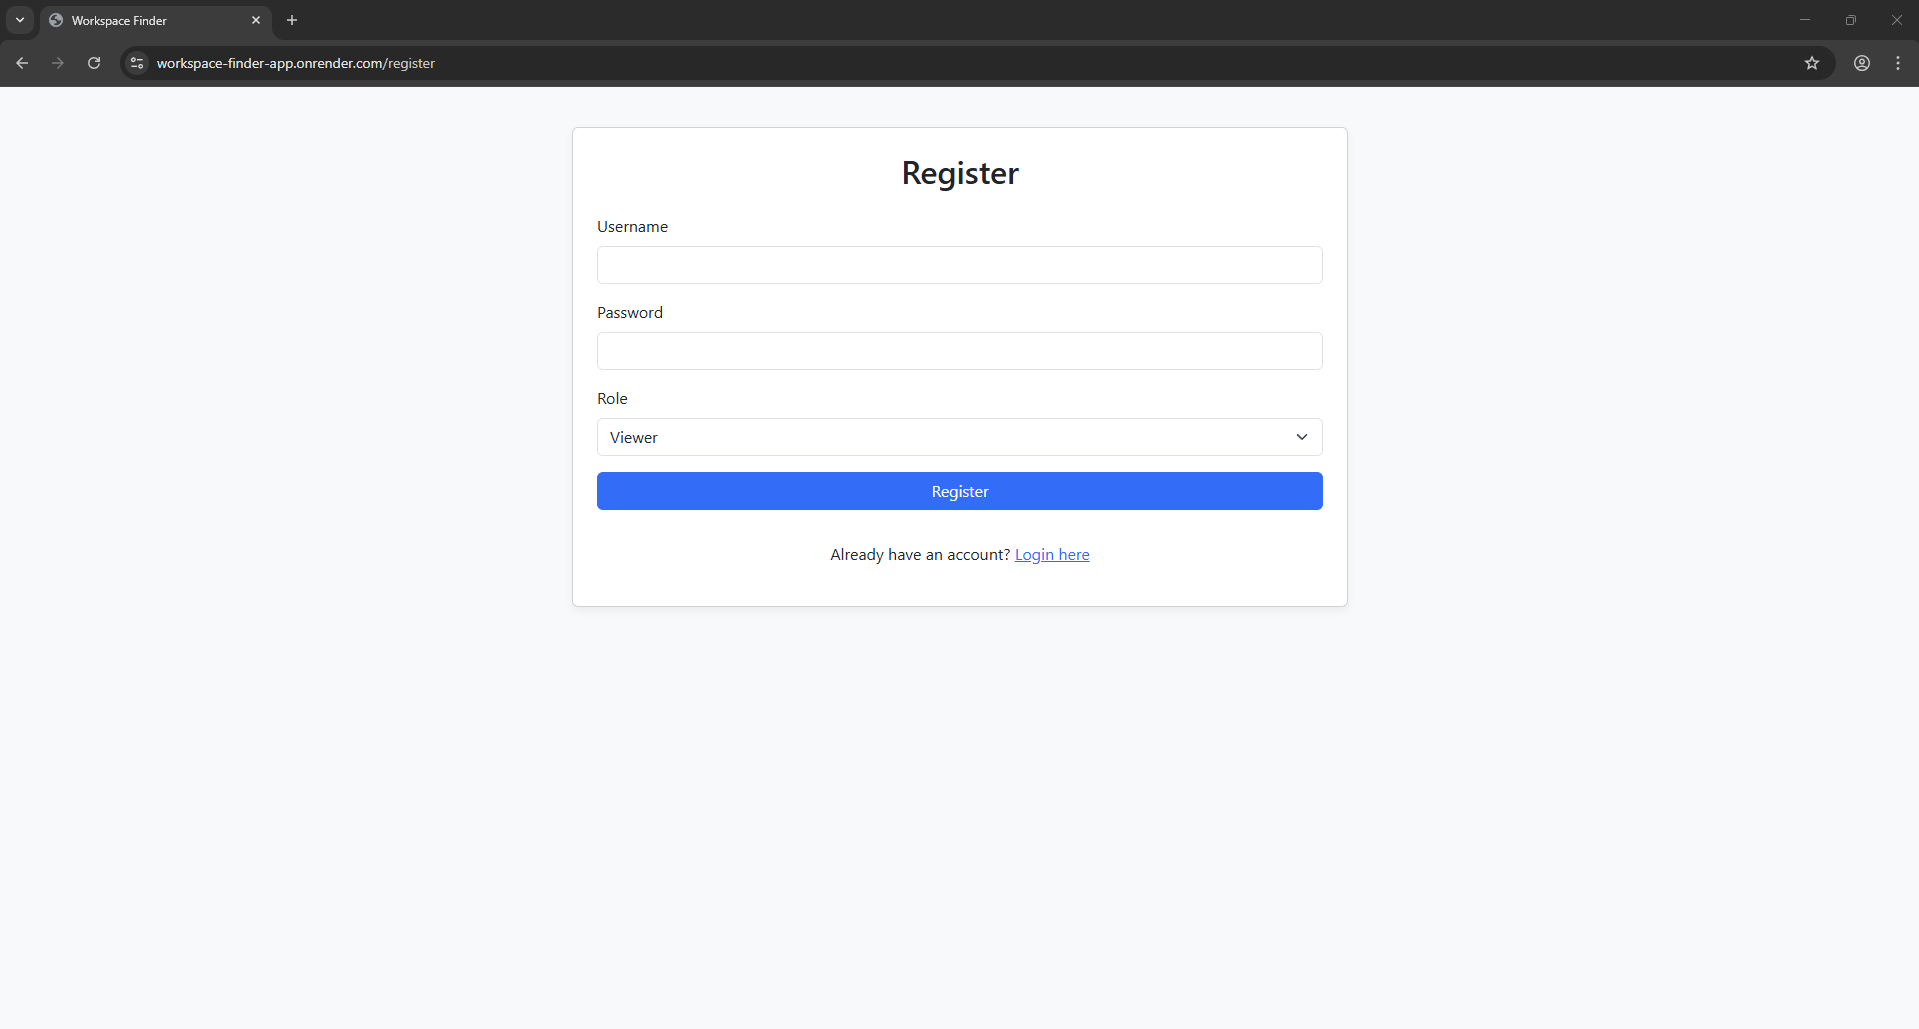 Workspace Finder
workspace-finder-app.onrender.com/register
Register
Username
Password
Role
Viewer
Register
Already have an account? Login here